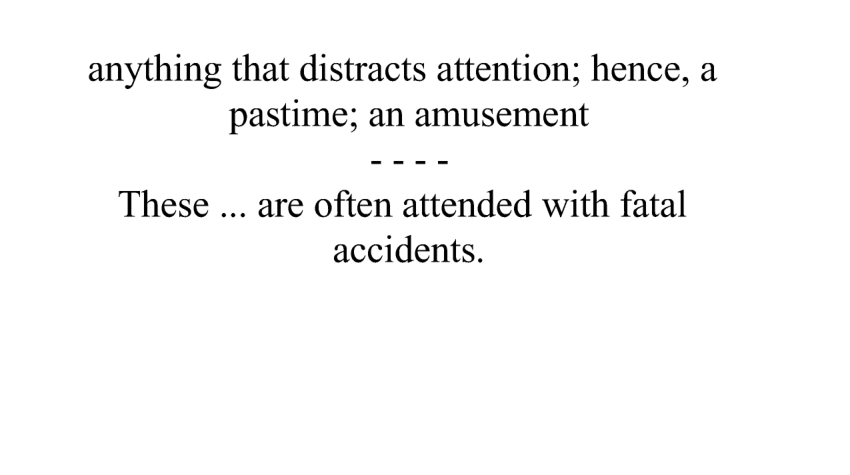 anything that distracts attention; hence, a
pastime; an amusement
- - - -
These ... are often attended with fatal
accidents.